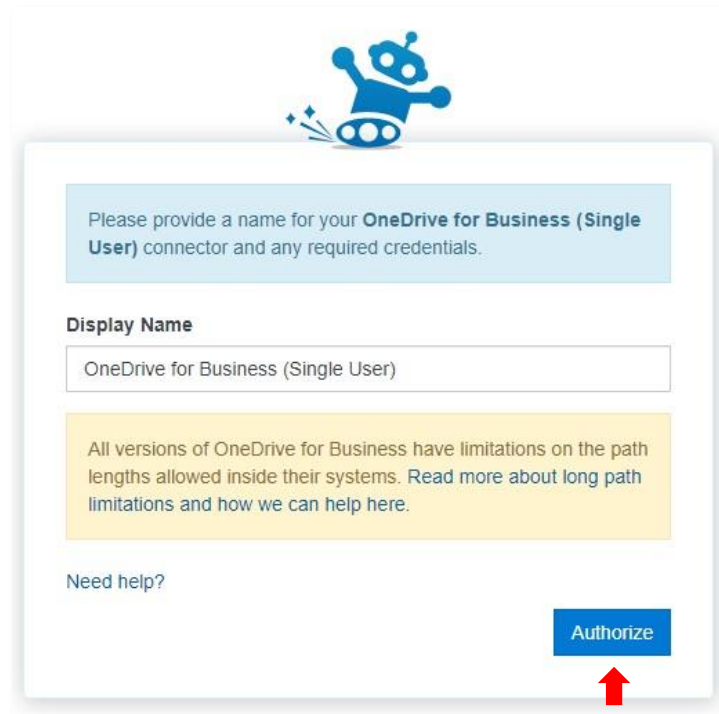 Please provide a name for your OneDrive for Business (Single
User) connector and any required credentials.
Display Name
OneDrive for Business (Single User)
All versions of OneDrive for Business have limitations on the path
lengths allowed inside their systems. Read more about long path
limitations and how we can help here.
Need help?
Authorize